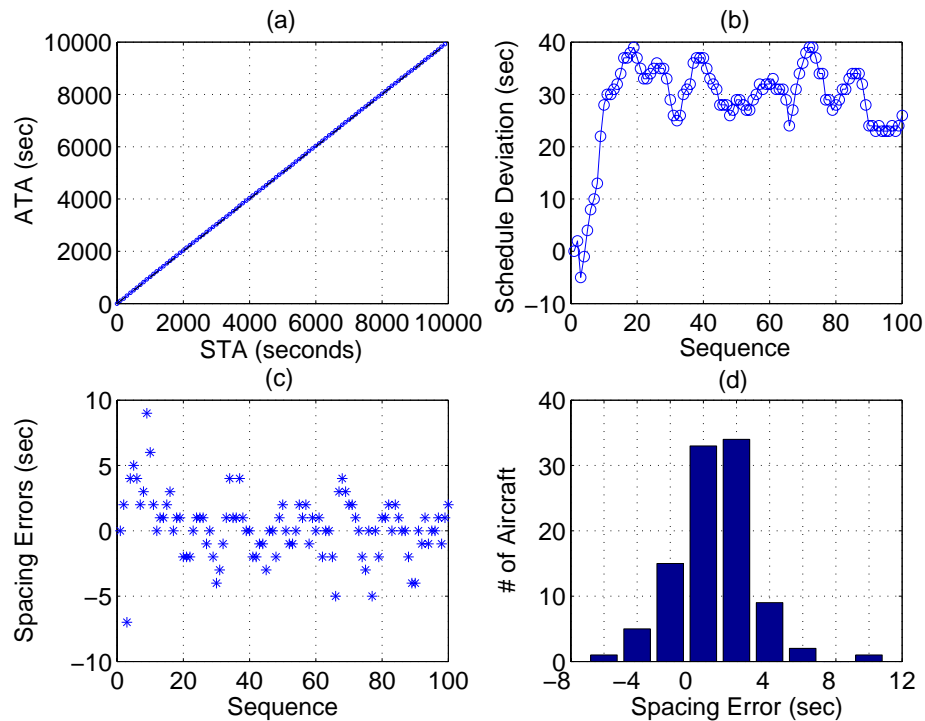 (a)
10000
8000
6000
4000
2000
0
ATA (sec)
0 2000 4000 6000 8000 10000
STA (seconds)
(b)
40
30
20
10
0
−10
Schedule Deviation (sec)
0 20 40 60 80 100
Sequence
(c)
10
5
0
−5
−10
Spacing Errors (sec)
0 20 40 60 80 100
Sequence
(d)
40
30
20
10
0
# of Aircraft
−8 −4 0 4 8 12
Spacing Error (sec)